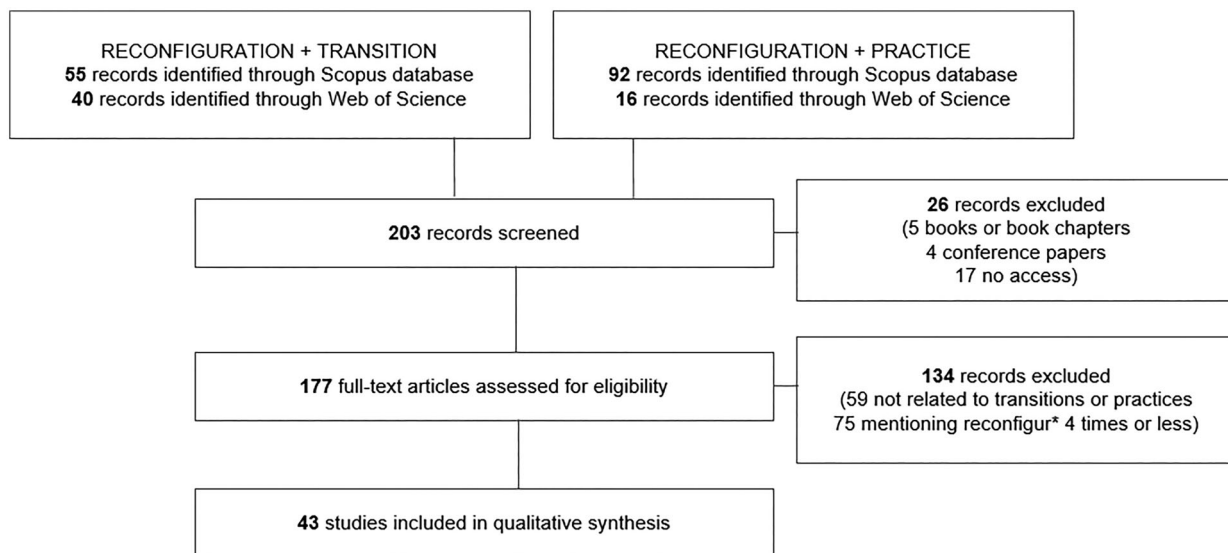 RECONFIGURATION + TRANSITION
55 records identified through Scopus database
40 records identified through Web of Science
RECONFIGURATION + PRACTICE
92 records identified through Scopus database
16 records identified through Web of Science
203 records screened
26 records excluded
(5 books or book chapters
4 conference papers
17 no access)
177 full-text articles assessed for eligibility
134 records excluded
(59 not related to transitions or practices
75 mentioning reconfigur* 4 times or less)
43 studies included in qualitative synthesis